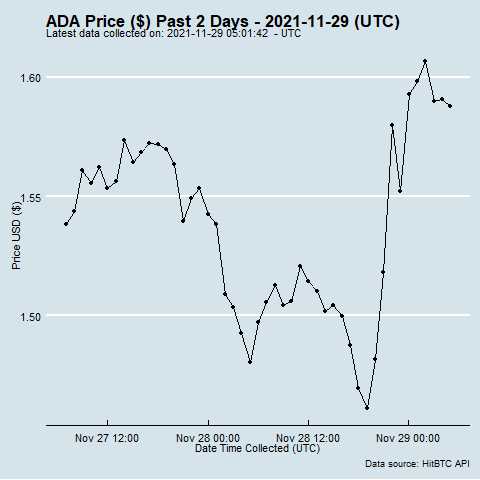 ADA Price ($) Past 2 Days - 2021-11-29 (UTC)
Latest data collected on: 2021-11-29 05:01:42 - UTC
1.60
1.55
1.50
Price USD ($)
Nov 27 12:00 Nov 28 00:00 Nov 28 12:00 Nov 29 00:00
Date Time Collected (UTC)
Data source: HitBTC API